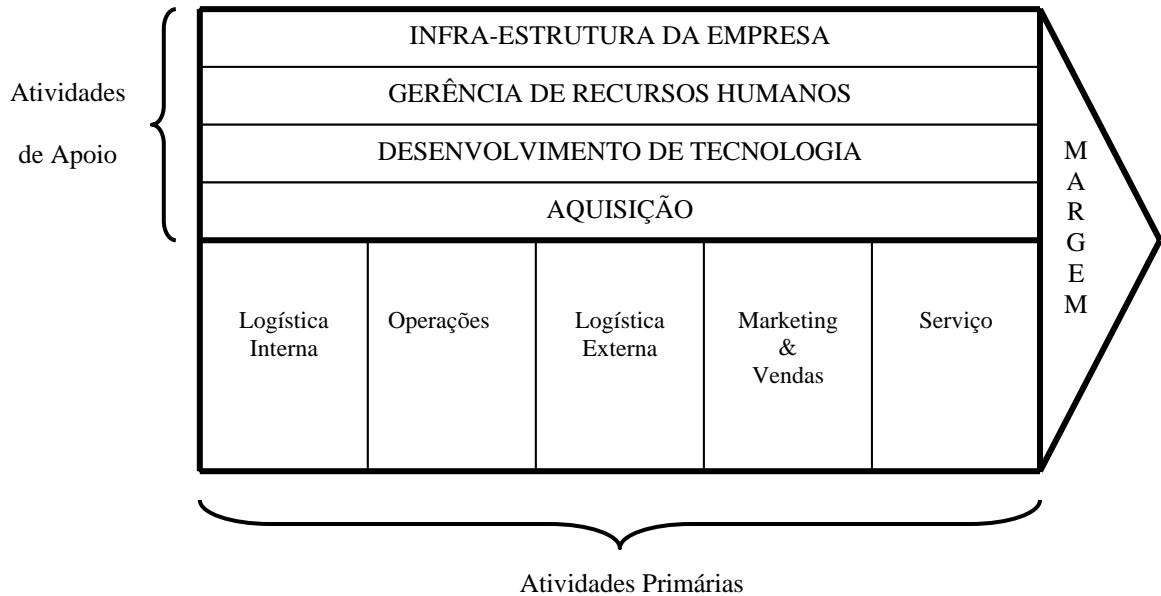 INFRA-ESTRUTURA DA EMPRESA
GERÊNCIA DE RECURSOS HUMANOS
DESENVOLVIMENTO DE TECNOLOGIA
AQUISIÇÃO
Atividades
de Apoio
Logística
Interna
Operações
Logística
Externa
Marketing
&
Vendas
Serviço
M
A
R
G
E
M
Atividades Primárias